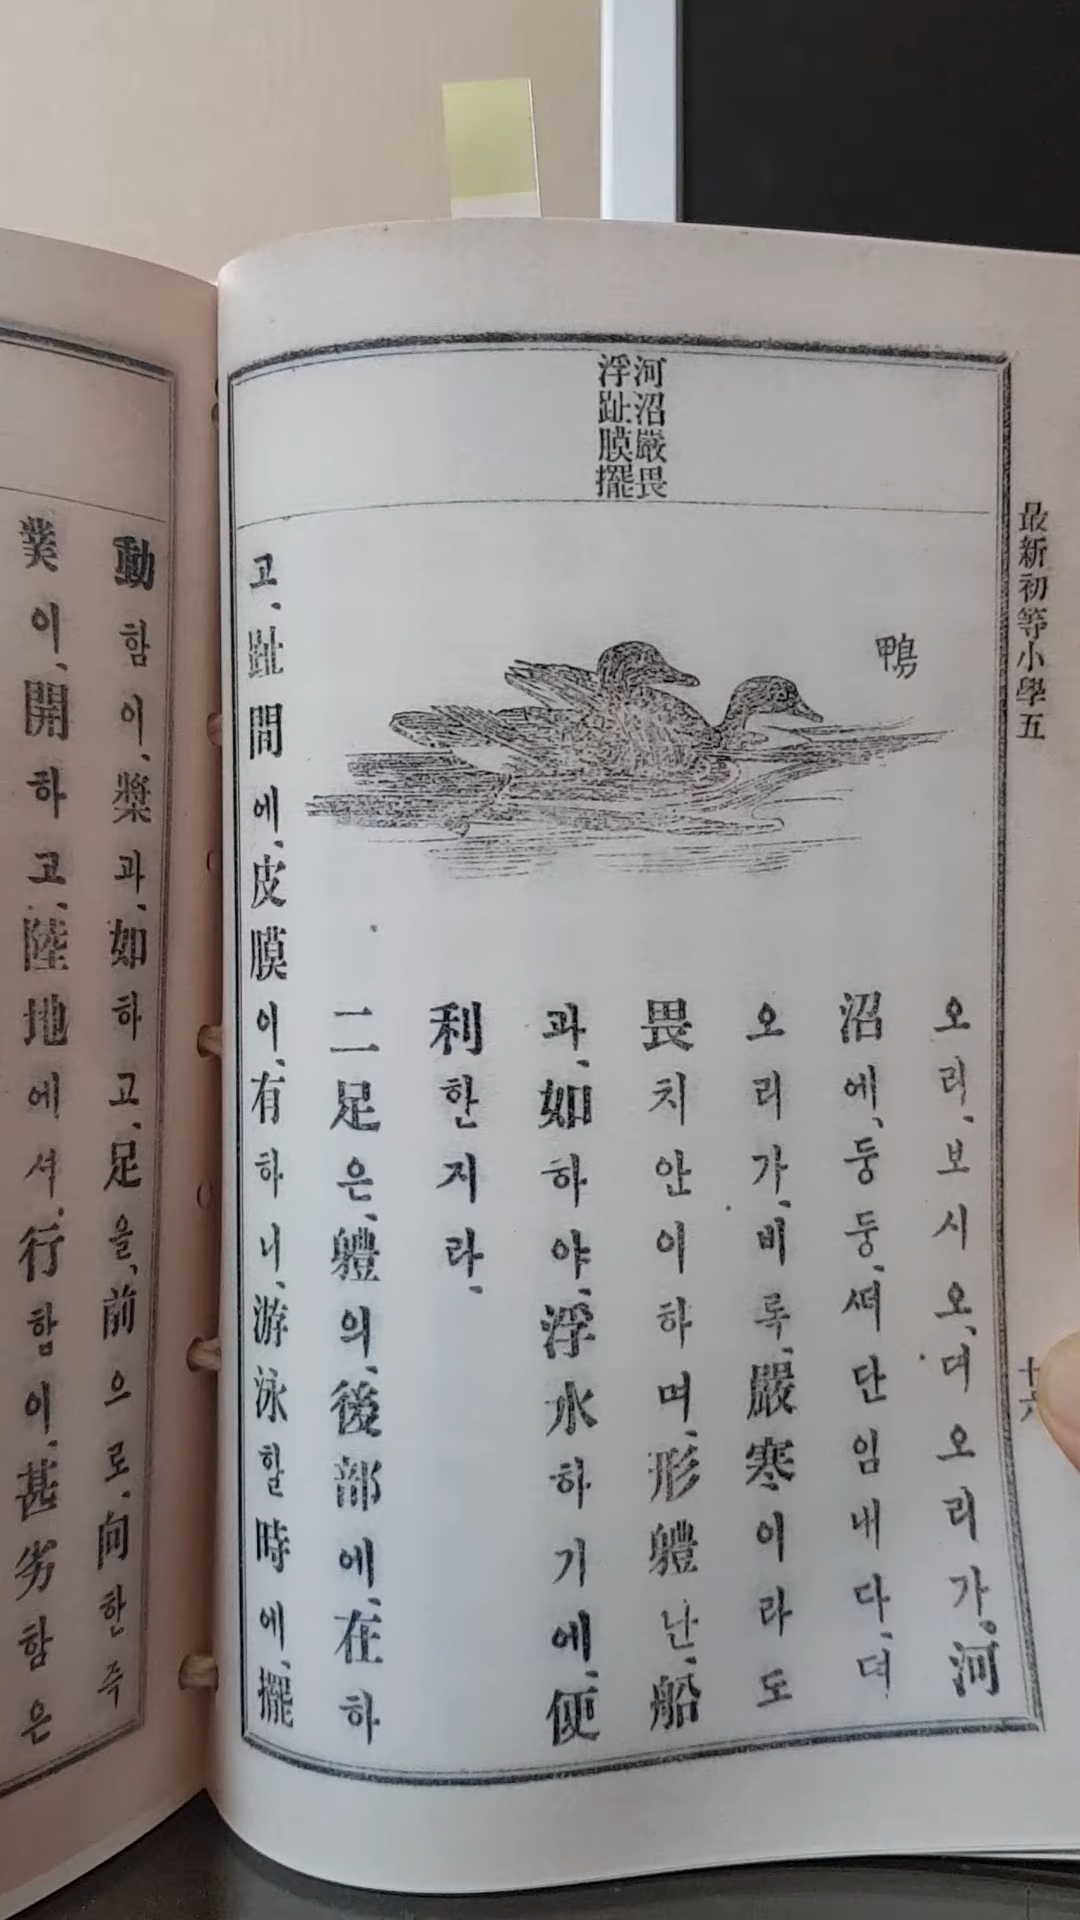 最新初等小學五
十六
河沼嚴畏
浮趾膜擺
鴨
오리、보시오、뎌오리가。河
沼에、둥둥、ᄯᅥ단임내다、뎌
오리가、비록、嚴寒이라도
畏치안이하며、形軆난、船
과、如하야、浮水하기에、便
利한지라、
二足은、軆의、後部에、在하
고、趾間에、皮膜이、有하니、游泳할時에、擺
動함이、槳과、如하고、足을、前으로、向한즉
이、開하고、陸地에셔、行함이、甚劣함은